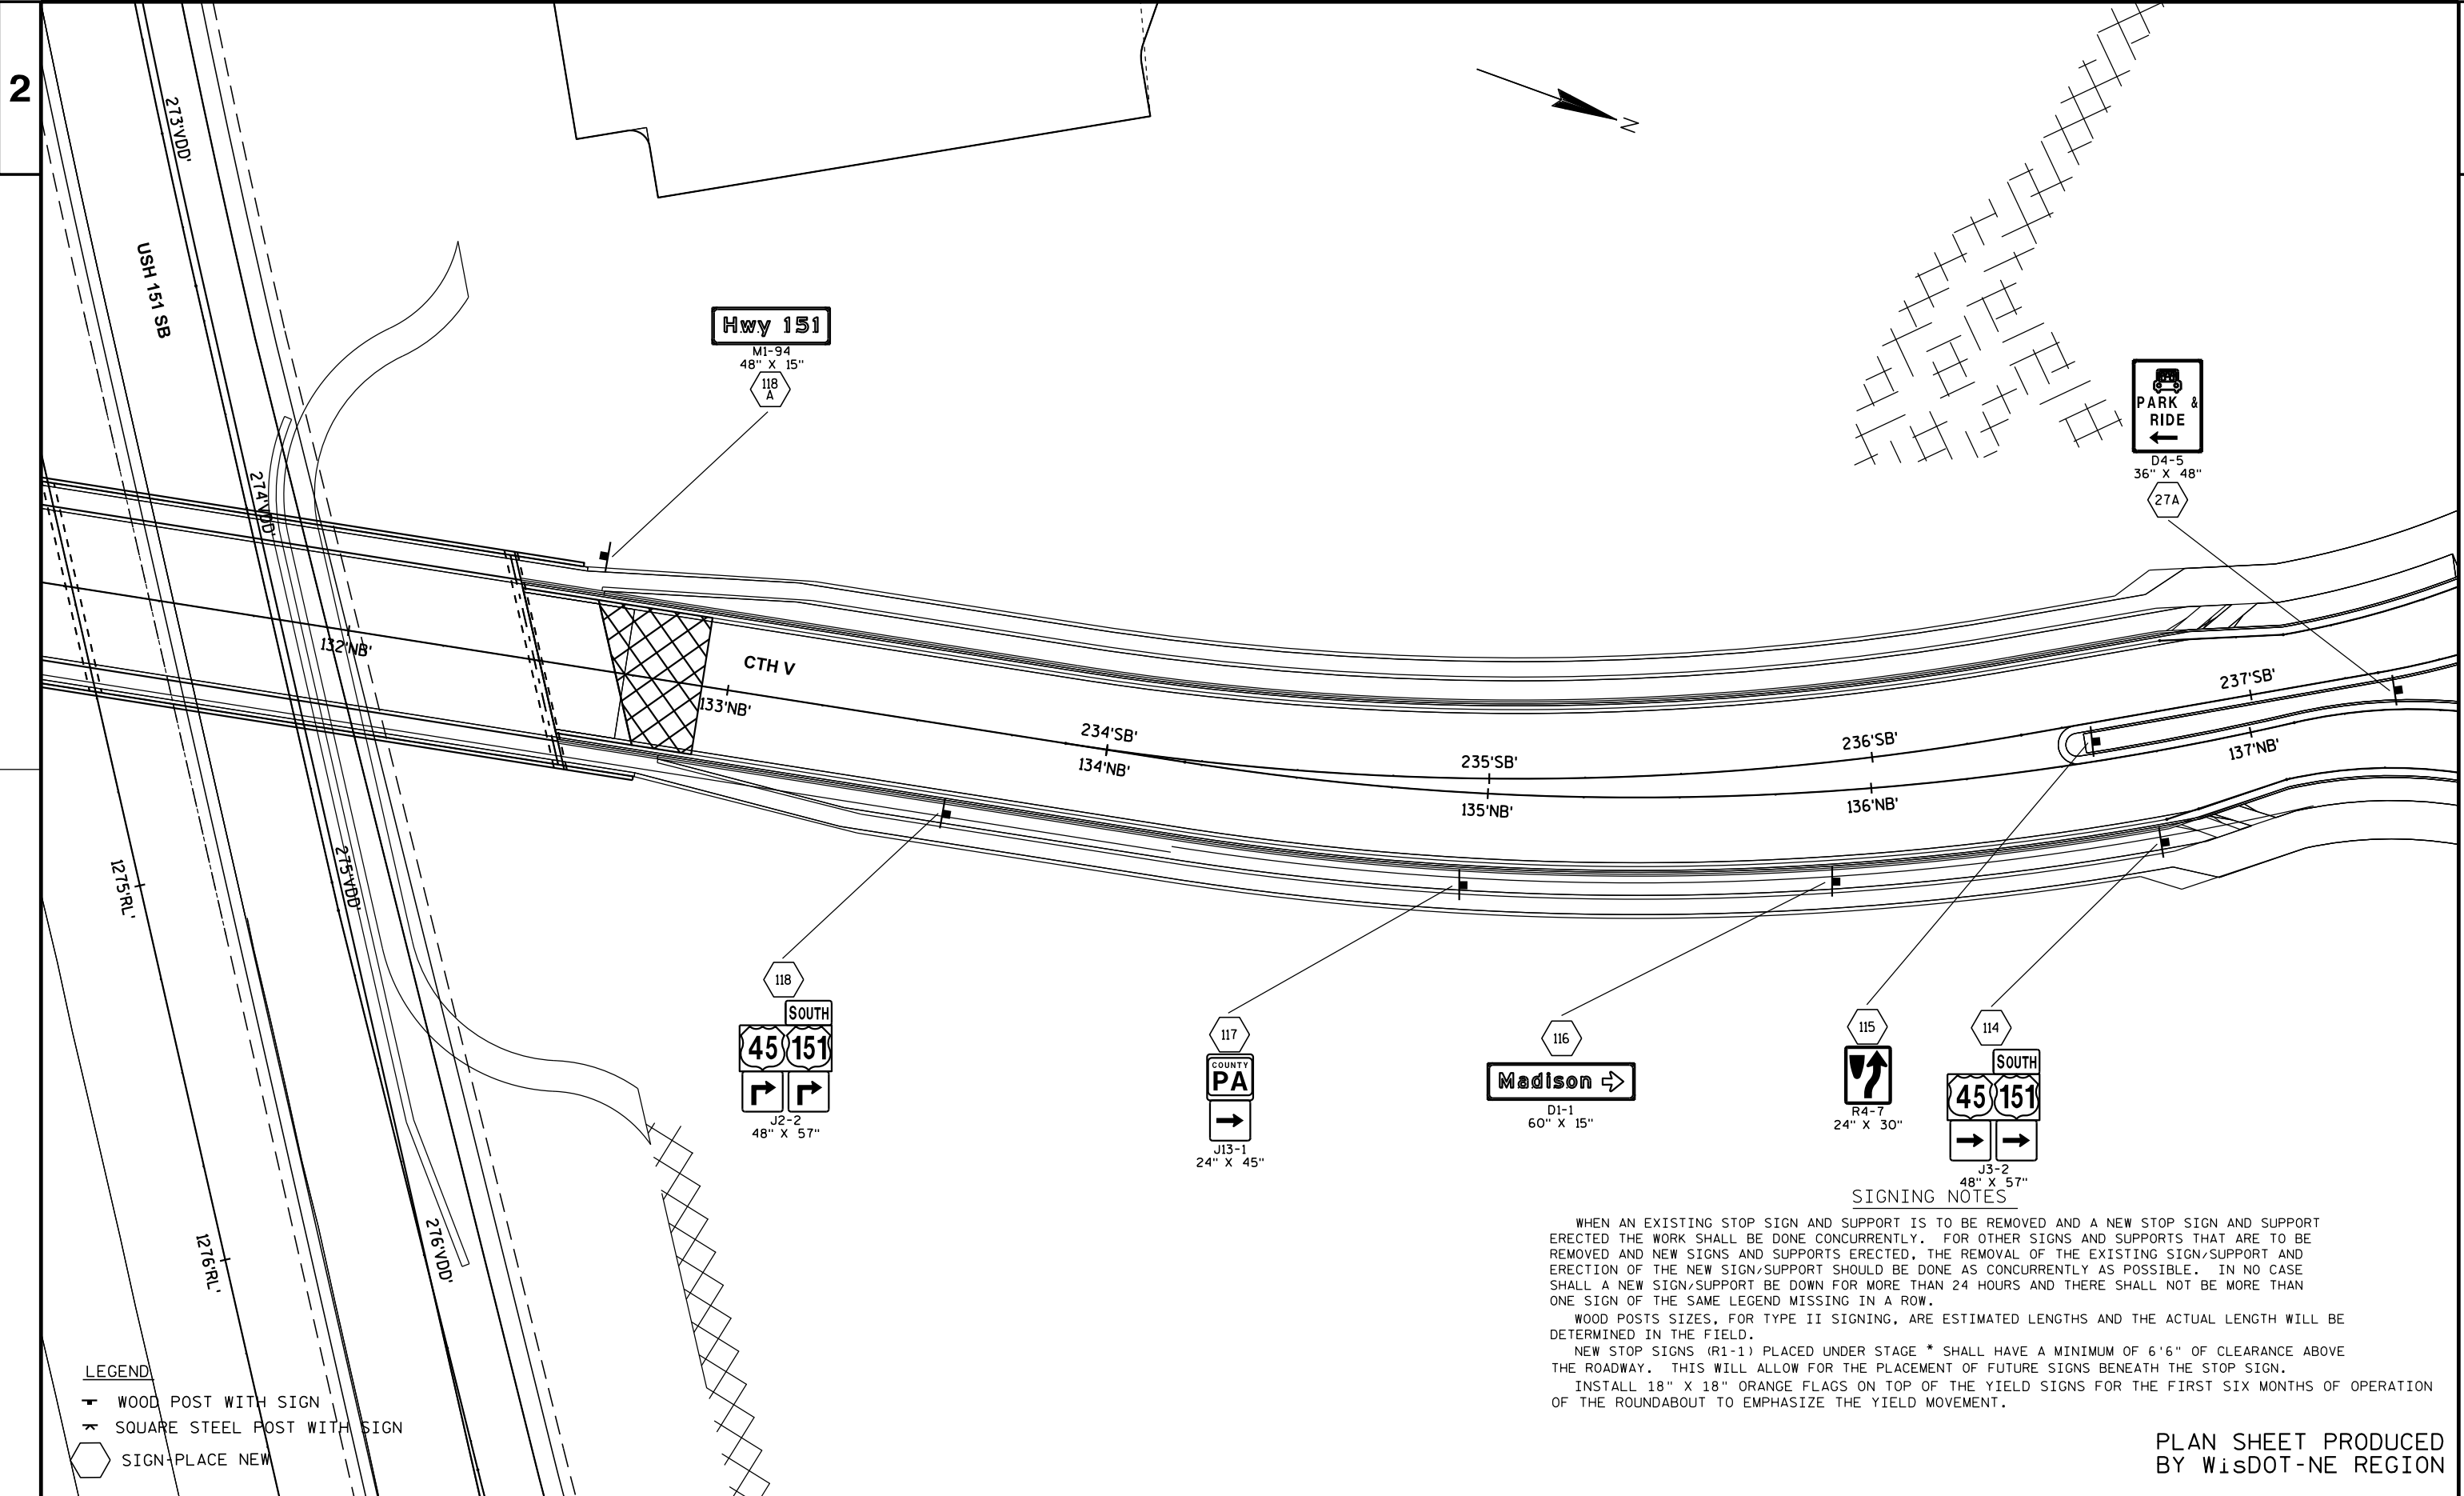 2
273'VDD'
USH 151 SB
N
Hwy 151
M1-94
48" X 15"
118
A
PARK &
RIDE
D4-5
36" X 48"
27A
274'VDD'
132'NB'
CTH V
133'NB'
234'SB'
134'NB'
235'SB'
135'NB'
236'SB'
136'NB'
237'SB'
137'NB'
1275'RL'
275'VDD'
118
SOUTH
45 151
J2-2
48" X 57"
117
COUNTY
PA
J13-1
24" X 45"
116
Madison
D1-1
60" X 15"
115
R4-7
24" X 30"
114
SOUTH
45 151
J3-2
48" X 57"
1276'RL'
276'VDD'
SIGNING NOTES
WHEN AN EXISTING STOP SIGN AND SUPPORT IS TO BE REMOVED AND A NEW STOP SIGN AND SUPPORT
ERECTED THE WORK SHALL BE DONE CONCURRENTLY. FOR OTHER SIGNS AND SUPPORTS THAT ARE TO BE
REMOVED AND NEW SIGNS AND SUPPORTS ERECTED, THE REMOVAL OF THE EXISTING SIGN/SUPPORT AND
ERECTION OF THE NEW SIGN/SUPPORT SHOULD BE DONE AS CONCURRENTLY AS POSSIBLE. IN NO CASE
SHALL A NEW SIGN/SUPPORT BE DOWN FOR MORE THAN 24 HOURS AND THERE SHALL NOT BE MORE THAN
ONE SIGN OF THE SAME LEGEND MISSING IN A ROW.
WOOD POSTS SIZES, FOR TYPE II SIGNING, ARE ESTIMATED LENGTHS AND THE ACTUAL LENGTH WILL BE
DETERMINED IN THE FIELD.
NEW STOP SIGNS (R1-1) PLACED UNDER STAGE * SHALL HAVE A MINIMUM OF 6'6" OF CLEARANCE ABOVE
THE ROADWAY. THIS WILL ALLOW FOR THE PLACEMENT OF FUTURE SIGNS BENEATH THE STOP SIGN.
INSTALL 18" X 18" ORANGE FLAGS ON TOP OF THE YIELD SIGNS FOR THE FIRST SIX MONTHS OF OPERATION
OF THE ROUNDABOUT TO EMPHASIZE THE YIELD MOVEMENT.
LEGEND
WOOD POST WITH SIGN
SQUARE STEEL POST WITH SIGN
SIGN-PLACE NEW
PLAN SHEET PRODUCED
BY WisDOT-NE REGION